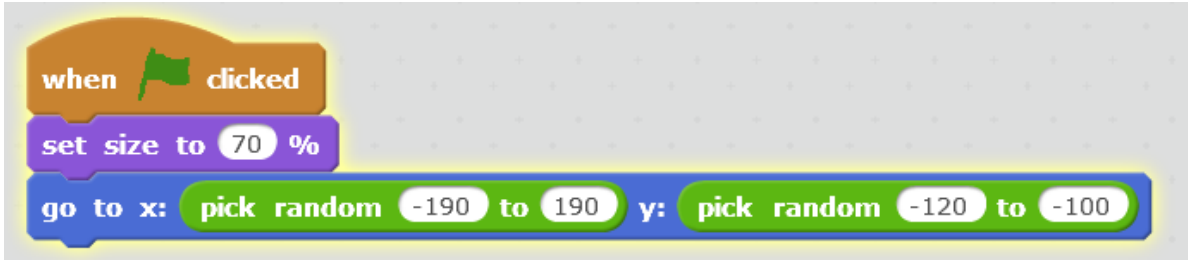 when clicked
set size to 70 %
go to x: pick random -190 to 190 y: pick random -120 to -100